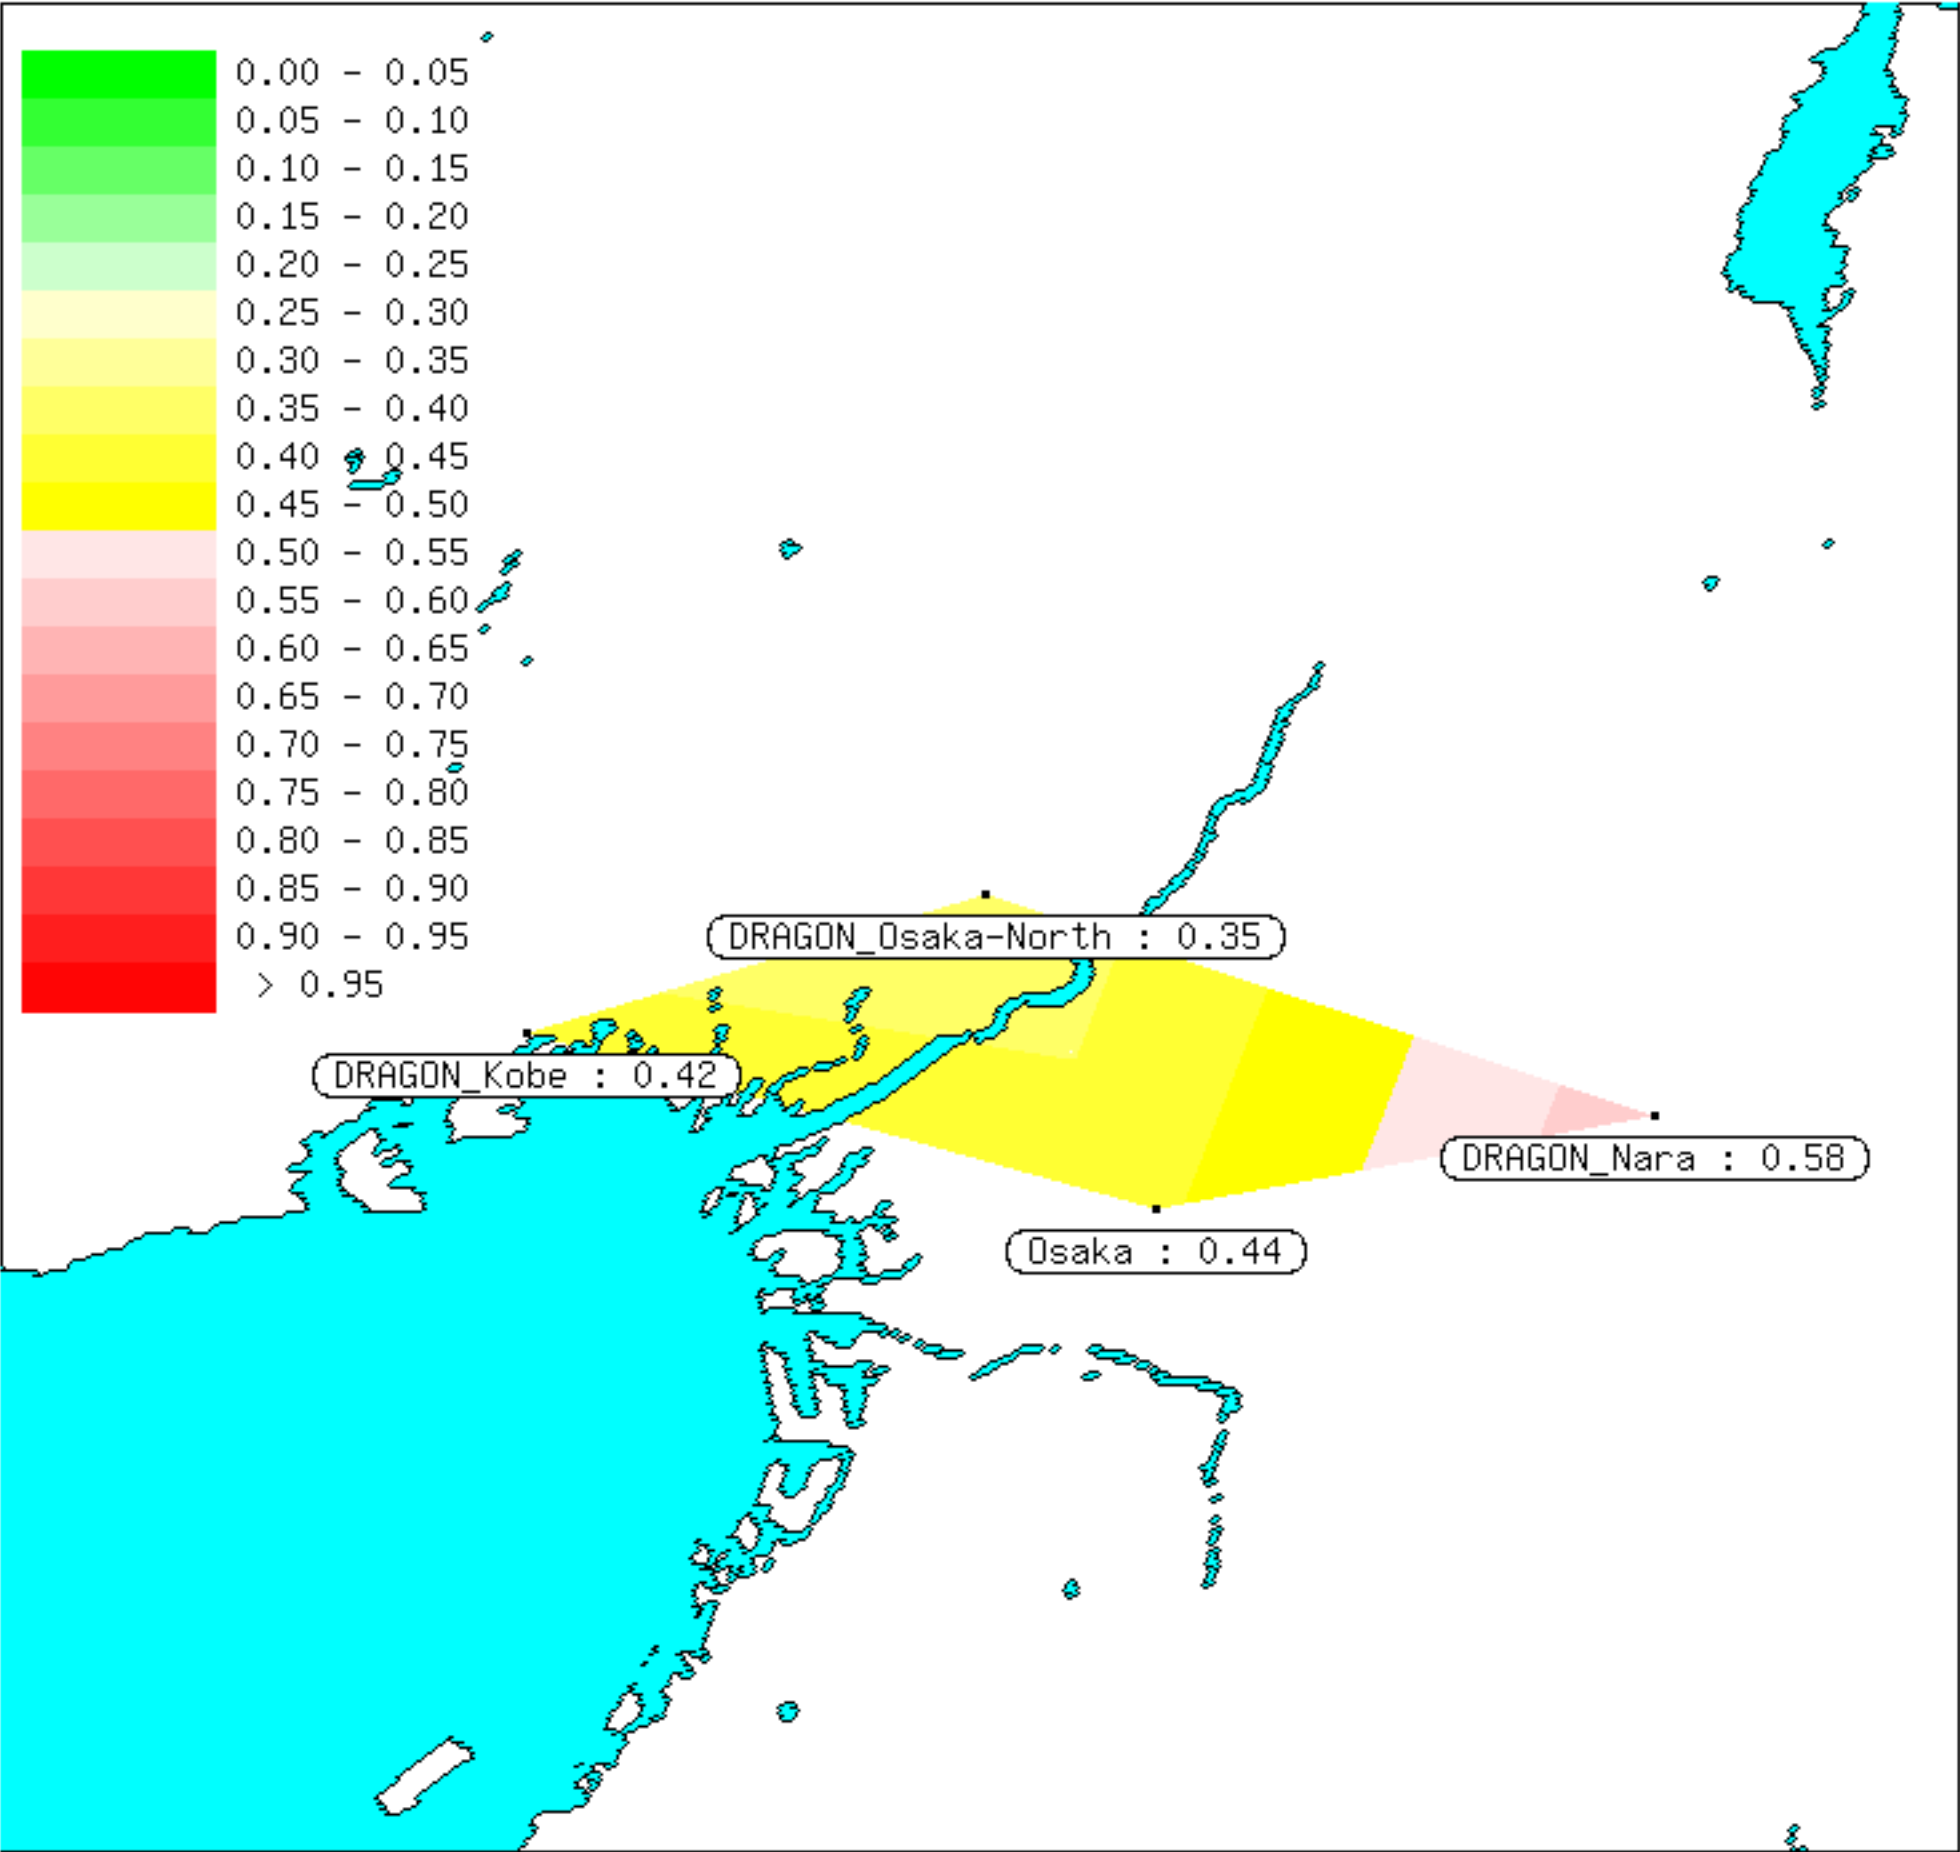 0.00 - 0.05
0.05 - 0.10
0.10 - 0.15
0.15 - 0.20
0.20 - 0.25
0.25 - 0.30
0.30 - 0.35
0.35 - 0.40
0.40 - 0.45
0.45 - 0.50
0.50 - 0.55
0.55 - 0.60
0.60 - 0.65
0.65 - 0.70
0.70 - 0.75
0.75 - 0.80
0.80 - 0.85
0.85 - 0.90
0.90 - 0.95
> 0.95
DRAGON_Osaka-North : 0.35
DRAGON_Kobe : 0.42
DRAGON_Nara : 0.58
Osaka : 0.44